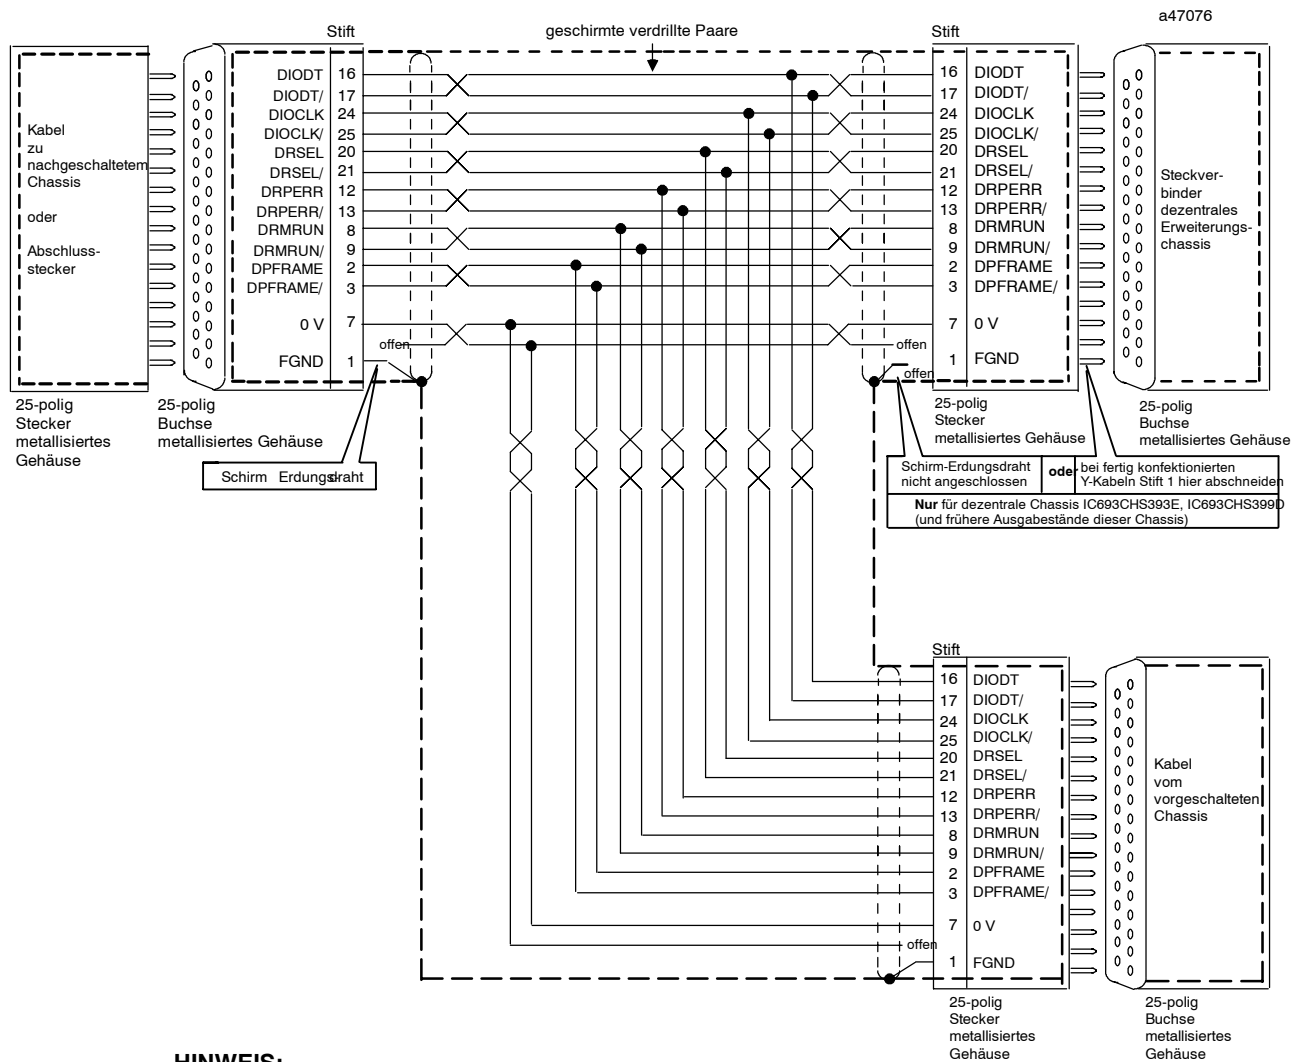 a47076
Stift
geschirmte verdrillte Paare
Stift
Kabel
zu
nachgeschaltetem
Chassis
oder
Abschluss-
stecker
DIODT 16
DIODT/ 17
DIOCLK 24
DIOCLK/ 25
DRSEL 20
DRSEL/ 21
DRPERR 12
DRPERR/ 13
DRMRUN 8
DRMRUN/ 9
DPFRAME 2
DPFRAME/ 3
0 V 7
offen
FGND 1
16 DIODT
17 DIODT/
24 DIOCLK
25 DIOCLK/
20 DRSEL
21 DRSEL/
12 DRPERR
13 DRPERR/
8 DRMRUN
9 DRMRUN/
2 DPFRAME
3 DPFRAME/
7 0 V
offen
1 FGND
offen
Steckver-
binder
dezentrales
Erweiterungs-
chassis
25-polig
Stecker
metallisiertes
Gehäuse
25-polig
Buchse
metallisiertes Gehäuse
25-polig
Stecker
metallisiertes Gehäuse
25-polig
Buchse
metallisiertes Gehäuse
Schirm Erdungsdraht
Schirm-Erdungsdraht
nicht angeschlossen
oder
bei fertig konfektionierten
Y-Kabeln Stift 1 hier abschneiden
Nur für dezentrale Chassis IC693CHS393E, IC693CHS399D
(und frühere Ausgabestände dieser Chassis)
Stift
16 DIODT
17 DIODT/
24 DIOCLK
25 DIOCLK/
20 DRSEL
21 DRSEL/
12 DRPERR
13 DRPERR/
8 DRMRUN
9 DRMRUN/
2 DPFRAME
3 DPFRAME/
7 0 V
offen
1 FGND
Kabel
vom
vorgeschalteten
Chassis
25-polig
Stecker
metallisiertes
Gehäuse
25-polig
Buchse
metallisiertes
Gehäuse
HINWEIS: